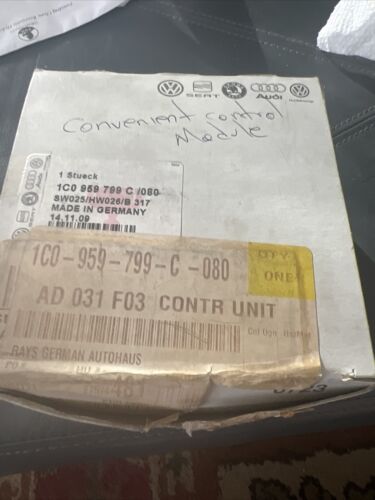 SEAT
Audi
Convenient control
Module
1 Stueck
1C0 959 799 C /080
SW025/HW026/B 317
MADE IN GERMANY
14.11.09
1C0-959-799-C-080
QTY
ONE
AD 031 F03 CONTR UNIT
RAYS GERMAN AUTOHAUS